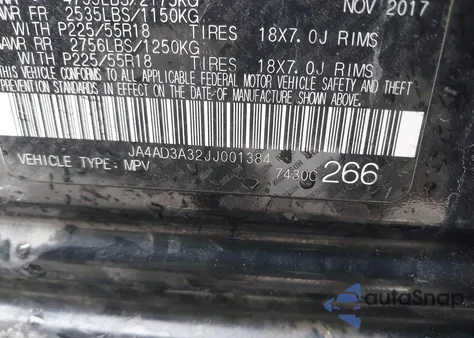 NOV 2017
GAWR FR 2535LBS/1150KG
WITH P225/55R18 TIRES 18X7.0J RIMS
GAWR RR 2756LBS/1250KG
WITH P225/55R18 TIRES 18X7.0J RIMS
THIS VEHICLE CONFORMS TO ALL APPLICABLE FEDERAL MOTOR VEHICLE SAFETY AND
PREVENTION STANDARDS IN EFFECT ON THE DATE OF MANUFACTURE SHOWN ABOVE.
JA4AD3A32JJ001384
VEHICLE TYPE: MPV 7430C 266
autoSnap